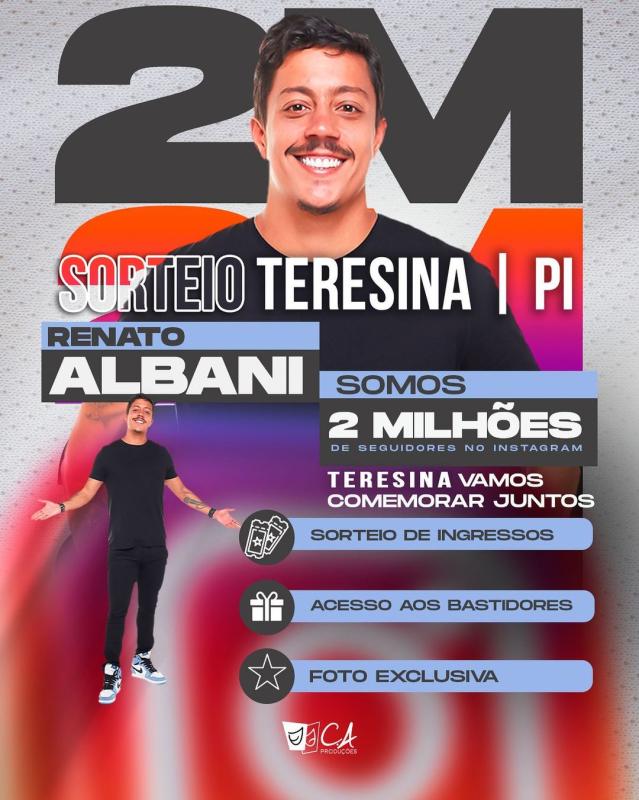 2M
SORTEIO TERESINA | PI
RENATO
ALBANI
SOMOS
2 MILHÕES
DE SEGUIDORES NO INSTAGRAM
TERESINA VAMOS
COMEMORAR JUNTOS
SORTEIO DE INGRESSOS
ACESSO AOS BASTIDORES
FOTO EXCLUSIVA
CA
PRODUÇÕES